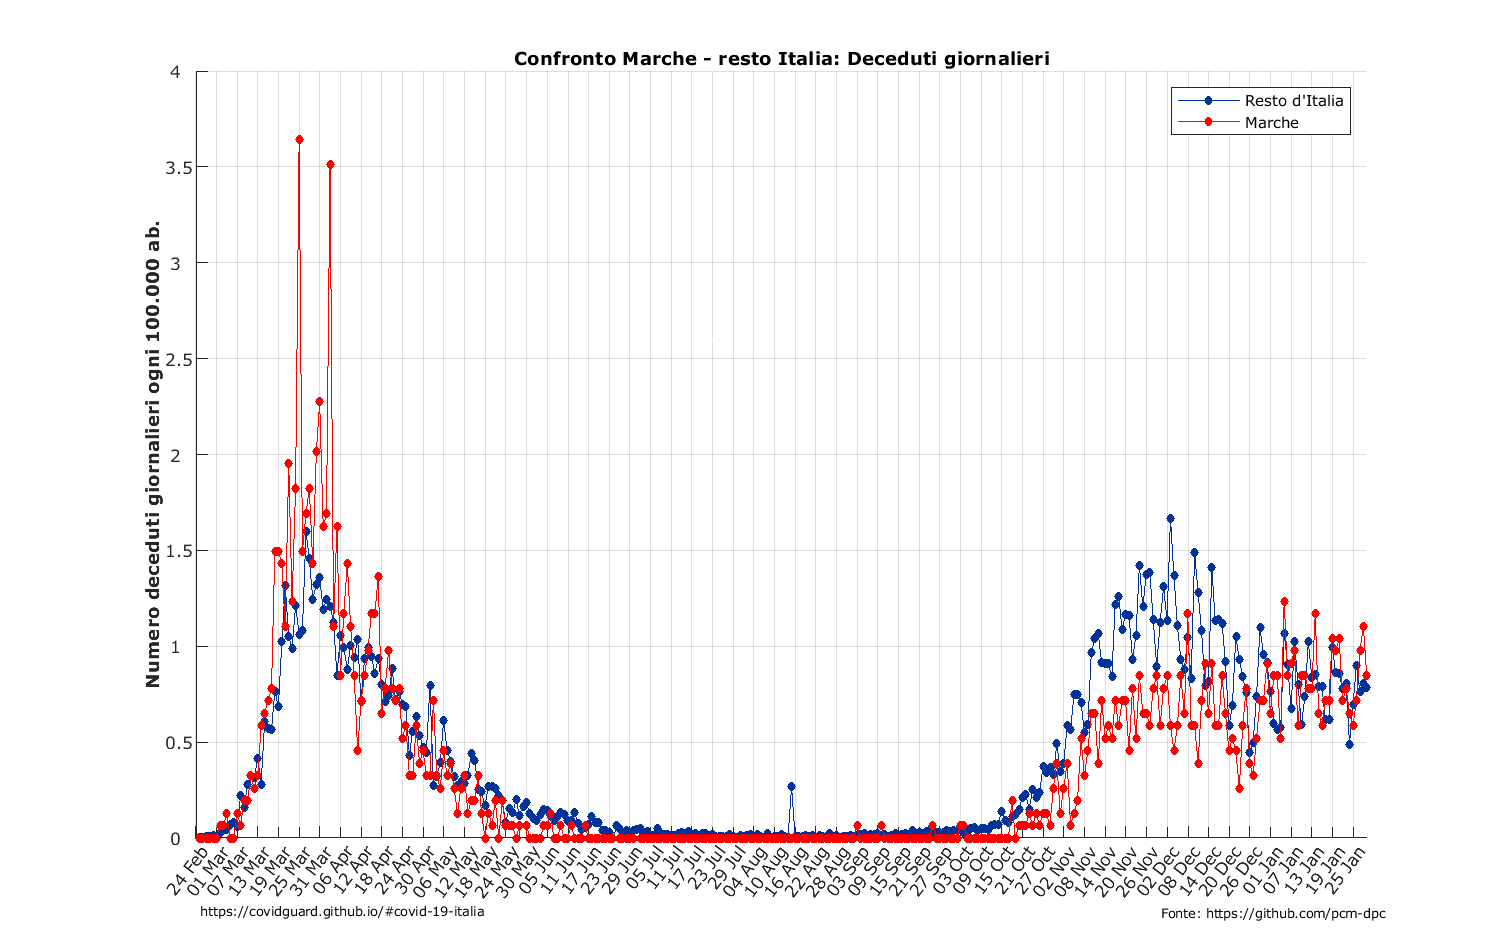 Confronto Marche - resto Italia: Deceduti giornalieri
Resto d'Italia
Marche
Numero deceduti giornalieri ogni 100.000 ab.
4
3.5
3
2.5
2
1.5
1
0.5
0
24 Feb
01 Mar
07 Mar
13 Mar
19 Mar
25 Mar
31 Mar
06 Apr
12 Apr
18 Apr
24 Apr
30 Apr
06 May
12 May
18 May
24 May
30 May
05 Jun
11 Jun
17 Jun
23 Jun
29 Jun
05 Jul
11 Jul
17 Jul
23 Jul
29 Jul
04 Aug
10 Aug
16 Aug
22 Aug
28 Aug
03 Sep
09 Sep
15 Sep
21 Sep
27 Sep
03 Oct
09 Oct
15 Oct
21 Oct
27 Oct
02 Nov
08 Nov
14 Nov
20 Nov
26 Nov
02 Dec
08 Dec
14 Dec
20 Dec
26 Dec
01 Jan
07 Jan
13 Jan
19 Jan
25 Jan
https://covidguard.github.io/#covid-19-italia
Fonte: https://github.com/pcm-dpc